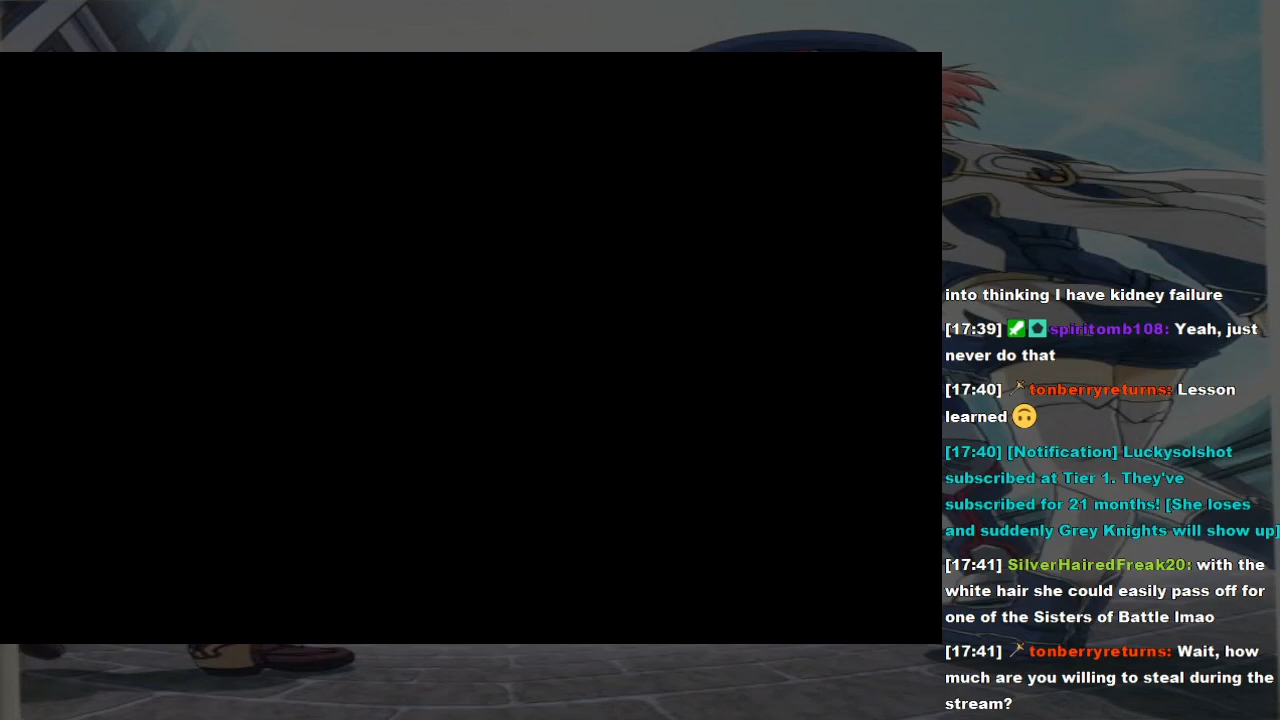 into thinking I have kidney failure
[17:39] spiritomb108: Yeah, just
never do that
[17:40] tonberryreturns: Lesson
learned 🙃
[17:40] [Notification] Luckysolshot
subscribed at Tier 1. They've
subscribed for 21 months! [She loses
and suddenly Grey Knights will show up]
[17:41] SilverHairedFreak20: with the
white hair she could easily pass off for
one of the Sisters of Battle lmao
[17:41] tonberryreturns: Wait, how
much are you willing to steal during the
stream?